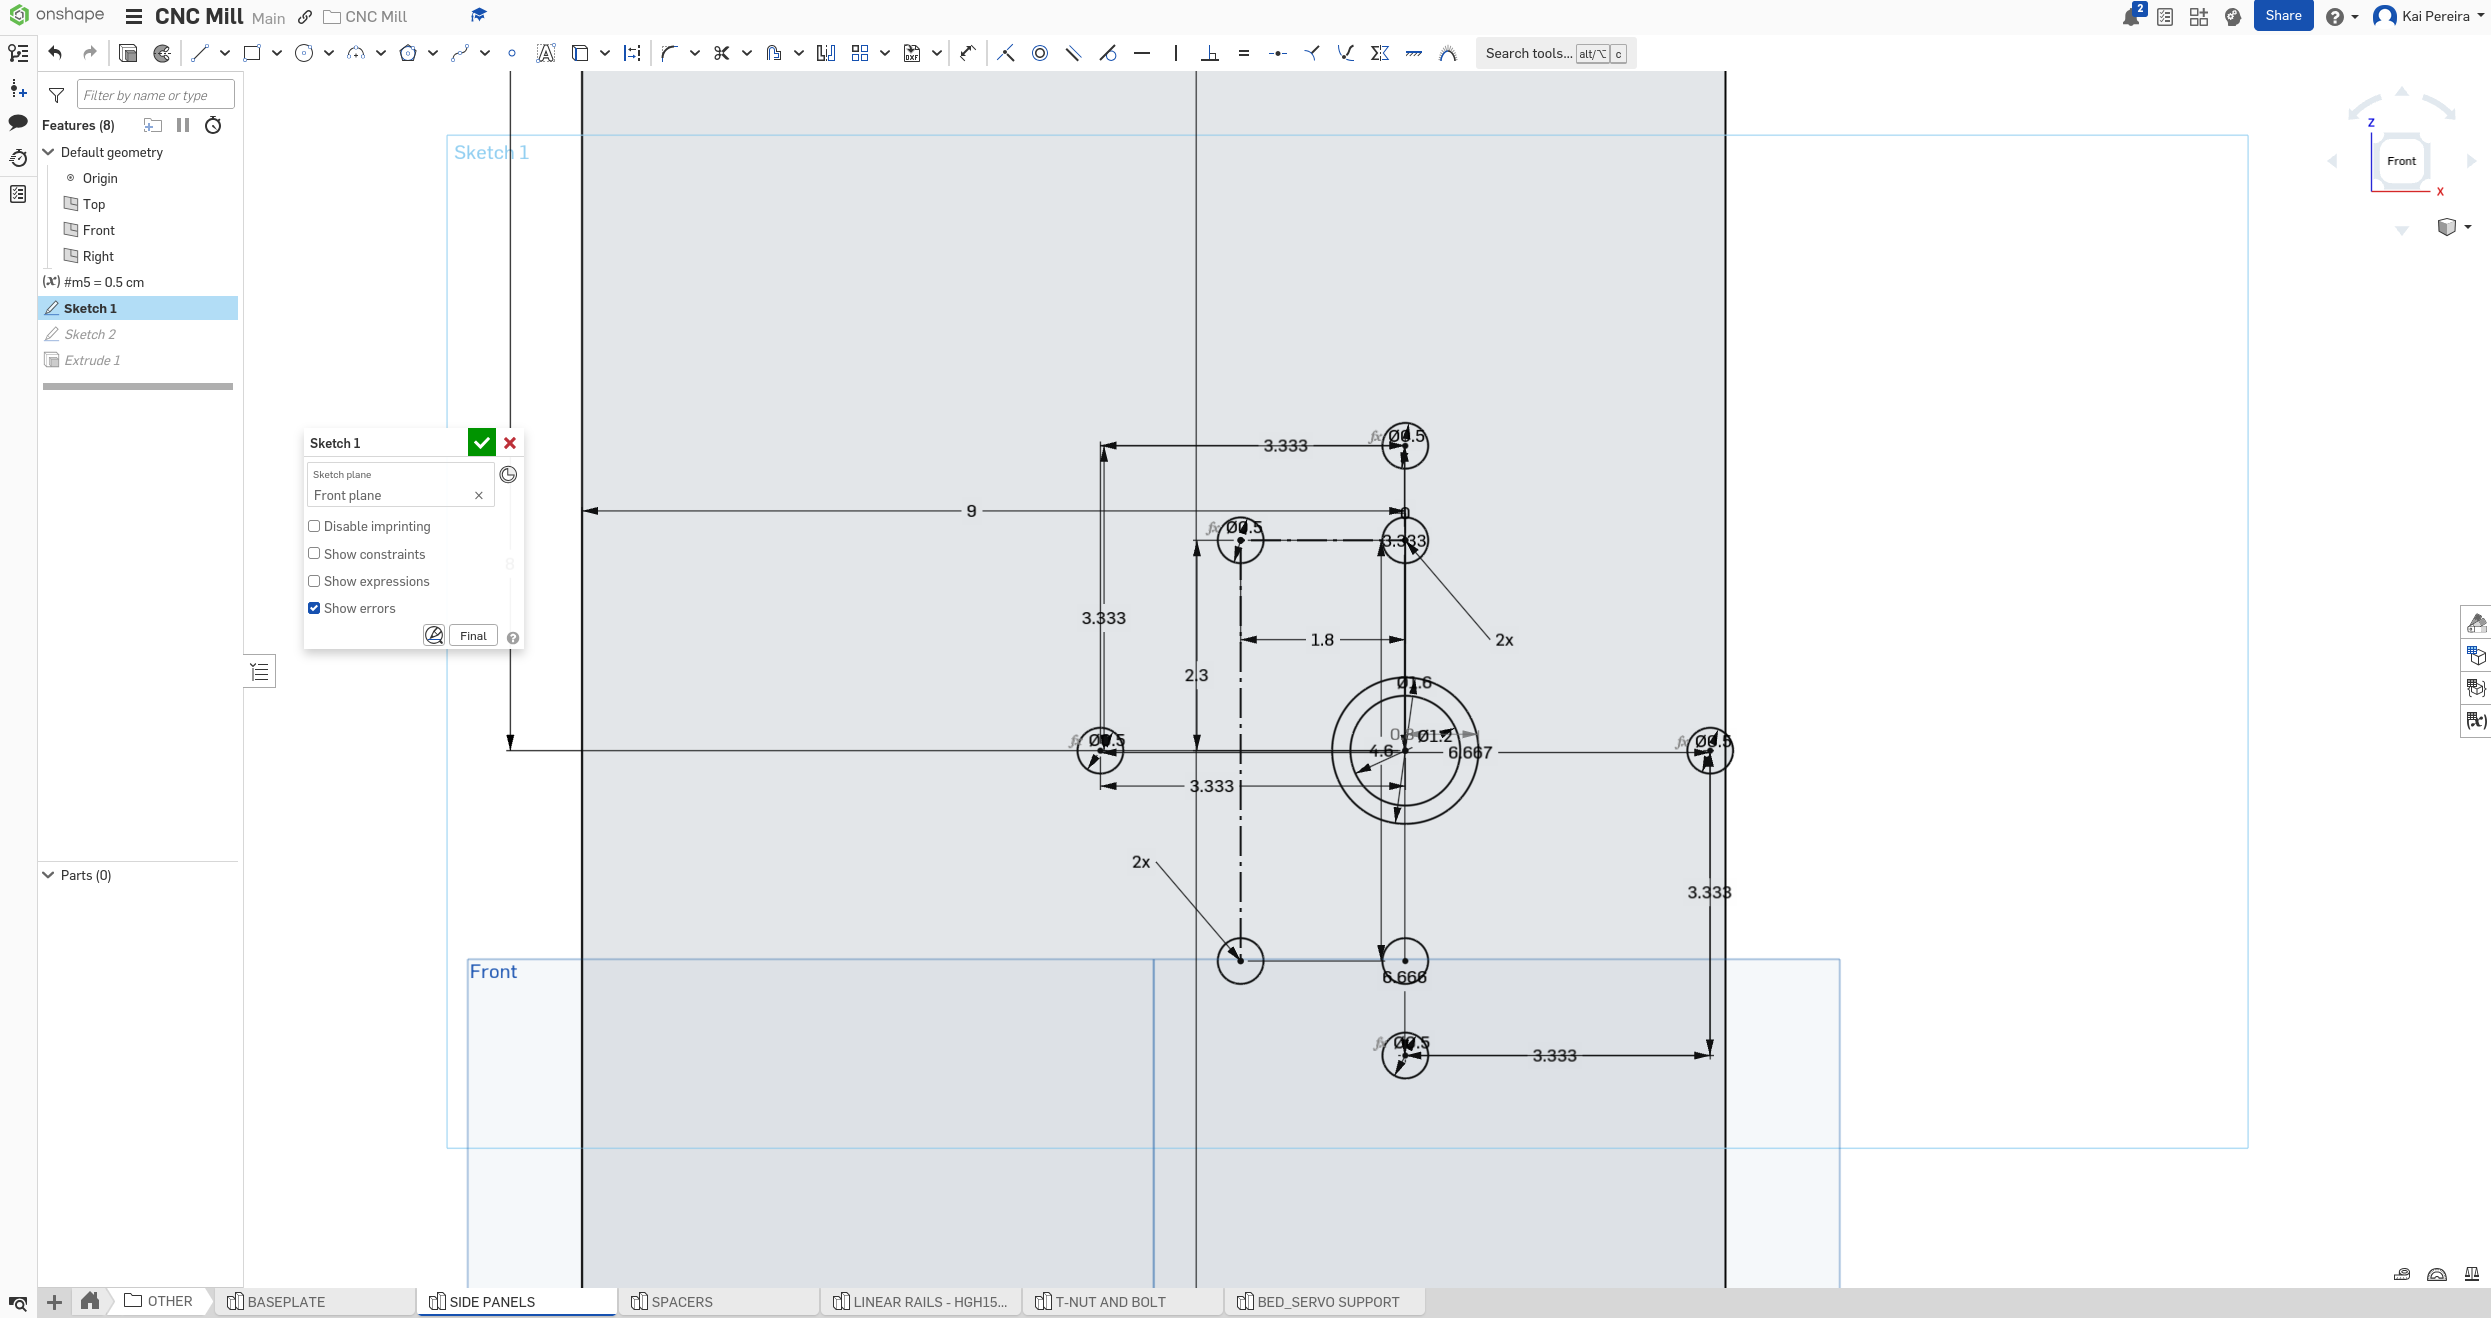 onshape CNC Mill Main CNC Mill
2 Share Kai Pereira
Search tools... alt/⌥ c
Filter by name or type
Features (8)
Default geometry
Origin
Top
Front
Right
(x) #m5 = 0.5 cm
Sketch 1
Sketch 2
Extrude 1
Parts (0)
Sketch 1
Sketch 1
Sketch plane
Front plane
Disable imprinting
Show constraints
Show expressions
Show errors
Final
8
Z
Front
X
fx Ø0.5
3.333
9
0
fx Ø0.5
3.333
3.333
1.8
2x
2.3
Ø1.6
fx Ø0.5
Ø1.2
4.6
6.667
fx Ø0.5
3.333
2x
3.333
Front
6.666
fx Ø0.5
3.333
OTHER
BASEPLATE
SIDE PANELS
SPACERS
LINEAR RAILS - HGH15...
T-NUT AND BOLT
BED_SERVO SUPPORT